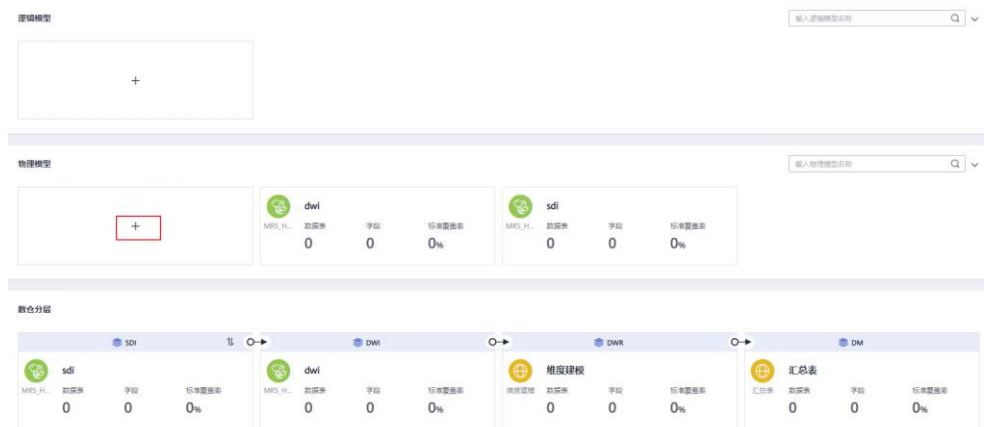 逻辑模型
输入逻辑模型名称
+
物理模型
输入物理模型名称
+
dwi
MRS_H... 数据表 字段 标准覆盖率
0 0 0%
sdi
MRS_H... 数据表 字段 标准覆盖率
0 0 0%
数仓分层
SDI
DWI
DWR
DM
sdi
MRS_H... 数据表 字段 标准覆盖率
0 0 0%
dwi
MRS_H... 数据表 字段 标准覆盖率
0 0 0%
维度建模
维度建模 数据表 字段 标准覆盖率
0 0 0%
汇总表
汇总表 数据表 字段 标准覆盖率
0 0 0%